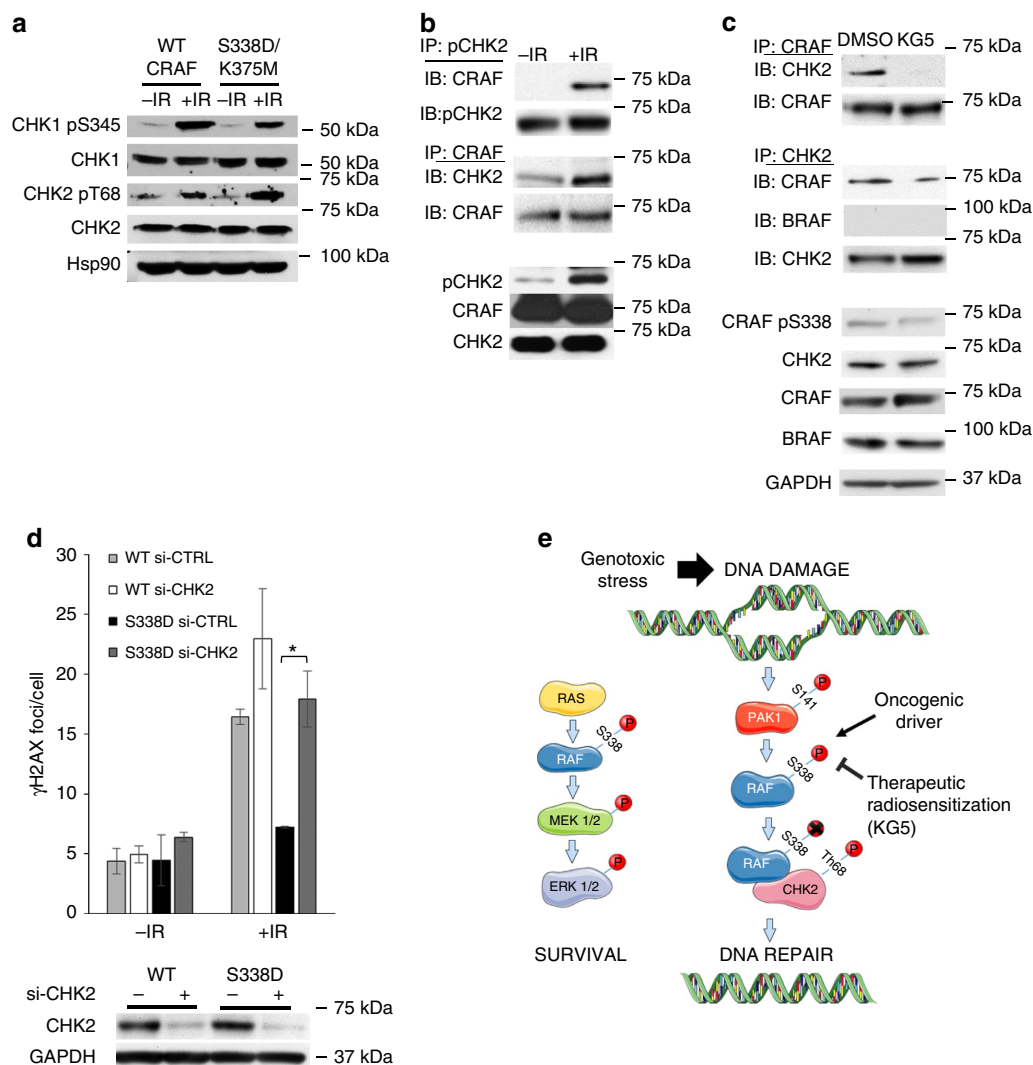 a
WT CRAF
S338D/ K375M
–IR +IR –IR +IR
CHK1 pS345
50 kDa
CHK1
50 kDa
75 kDa
CHK2 pT68
75 kDa
CHK2
100 kDa
Hsp90
b
IP: pCHK2
–IR +IR
IB: CRAF
75 kDa
75 kDa
IB:pCHK2
IP: CRAF
75 kDa
IB: CHK2
75 kDa
IB: CRAF
75 kDa
pCHK2
CRAF
75 kDa
75 kDa
CHK2
c
DMSO KG5
75 kDa
IP: CRAF
IB: CHK2
IB: CRAF
75 kDa
IP: CHK2
IB: CRAF
75 kDa
100 kDa
IB: BRAF
75 kDa
IB: CHK2
75 kDa
CRAF pS338
75 kDa
CHK2
CRAF
75 kDa
100 kDa
BRAF
GAPDH
37 kDa
d
γH2AX foci/cell
30
25
20
15
10
5
0
WT si-CTRL
WT si-CHK2
S338D si-CTRL
S338D si-CHK2
*
–IR
+IR
WT
S338D
si-CHK2
– + – +
75 kDa
CHK2
GAPDH
37 kDa
e
Genotoxic
stress
DNA DAMAGE
RAS
S338
P
RAF
MEK 1/2
P
ERK 1/2
P
SURVIVAL
PAK1
S141
P
RAF
S338
P
Oncogenic
driver
Therapeutic
radiosensitization
(KG5)
RAF
S338
CHK2
Th68
P
DNA REPAIR